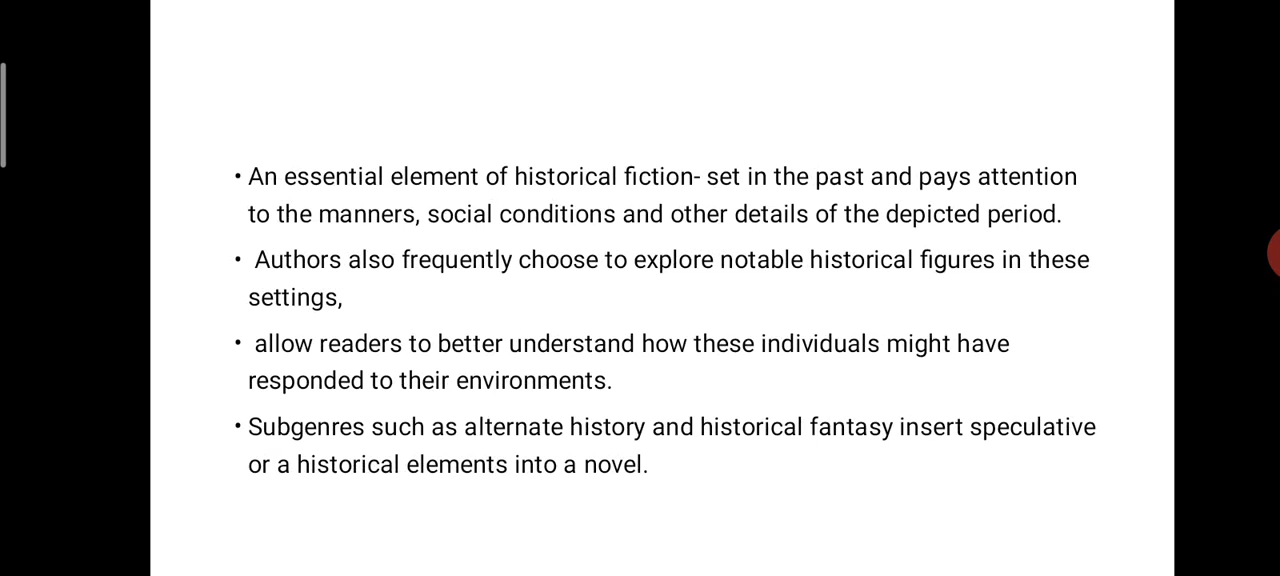 • An essential element of historical fiction- set in the past and pays attention
to the manners, social conditions and other details of the depicted period.
• Authors also frequently choose to explore notable historical figures in these
settings,
• allow readers to better understand how these individuals might have
responded to their environments.
• Subgenres such as alternate history and historical fantasy insert speculative
or a historical elements into a novel.